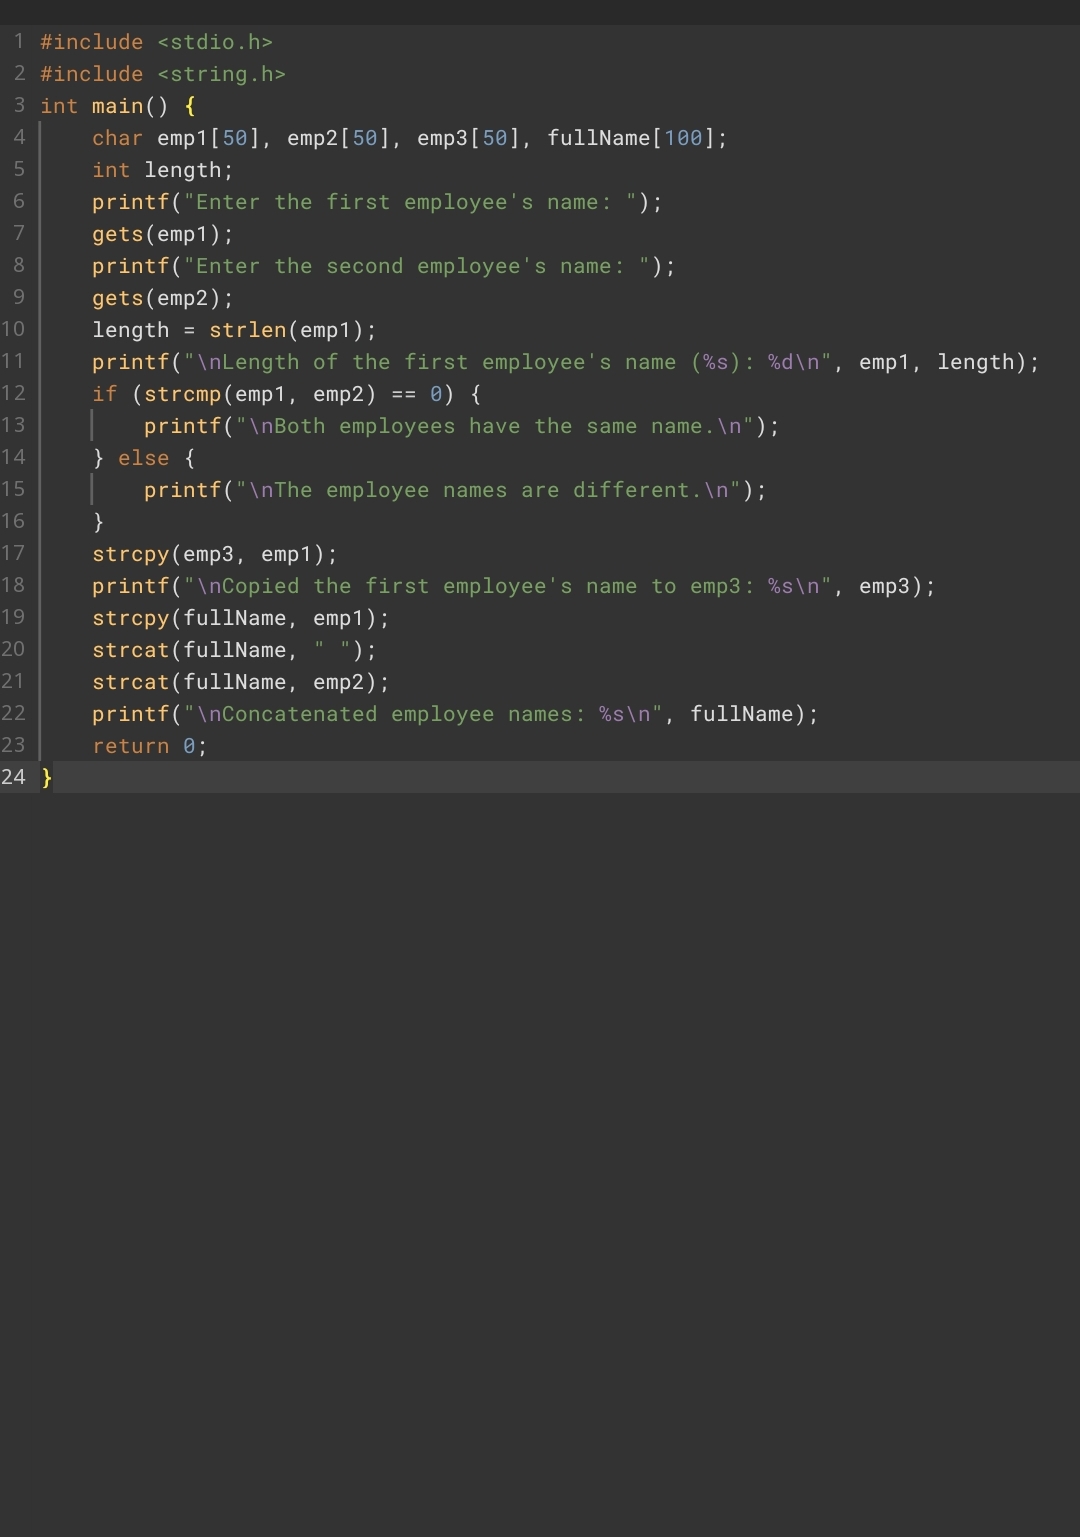 1 #include <stdio.h>
2 #include <string.h>
3 int main() {
4     char emp1[50], emp2[50], emp3[50], fullName[100];
5     int length;
6     printf("Enter the first employee's name: ");
7     gets(emp1);
8     printf("Enter the second employee's name: ");
9     gets(emp2);
10     length = strlen(emp1);
11     printf("\nLength of the first employee's name (%s): %d\n", emp1, length);
12     if (strcmp(emp1, emp2) == 0) {
13         printf("\nBoth employees have the same name.\n");
14     } else {
15         printf("\nThe employee names are different.\n");
16     }
17     strcpy(emp3, emp1);
18     printf("\nCopied the first employee's name to emp3: %s\n", emp3);
19     strcpy(fullName, emp1);
20     strcat(fullName, " ");
21     strcat(fullName, emp2);
22     printf("\nConcatenated employee names: %s\n", fullName);
23     return 0;
24 }